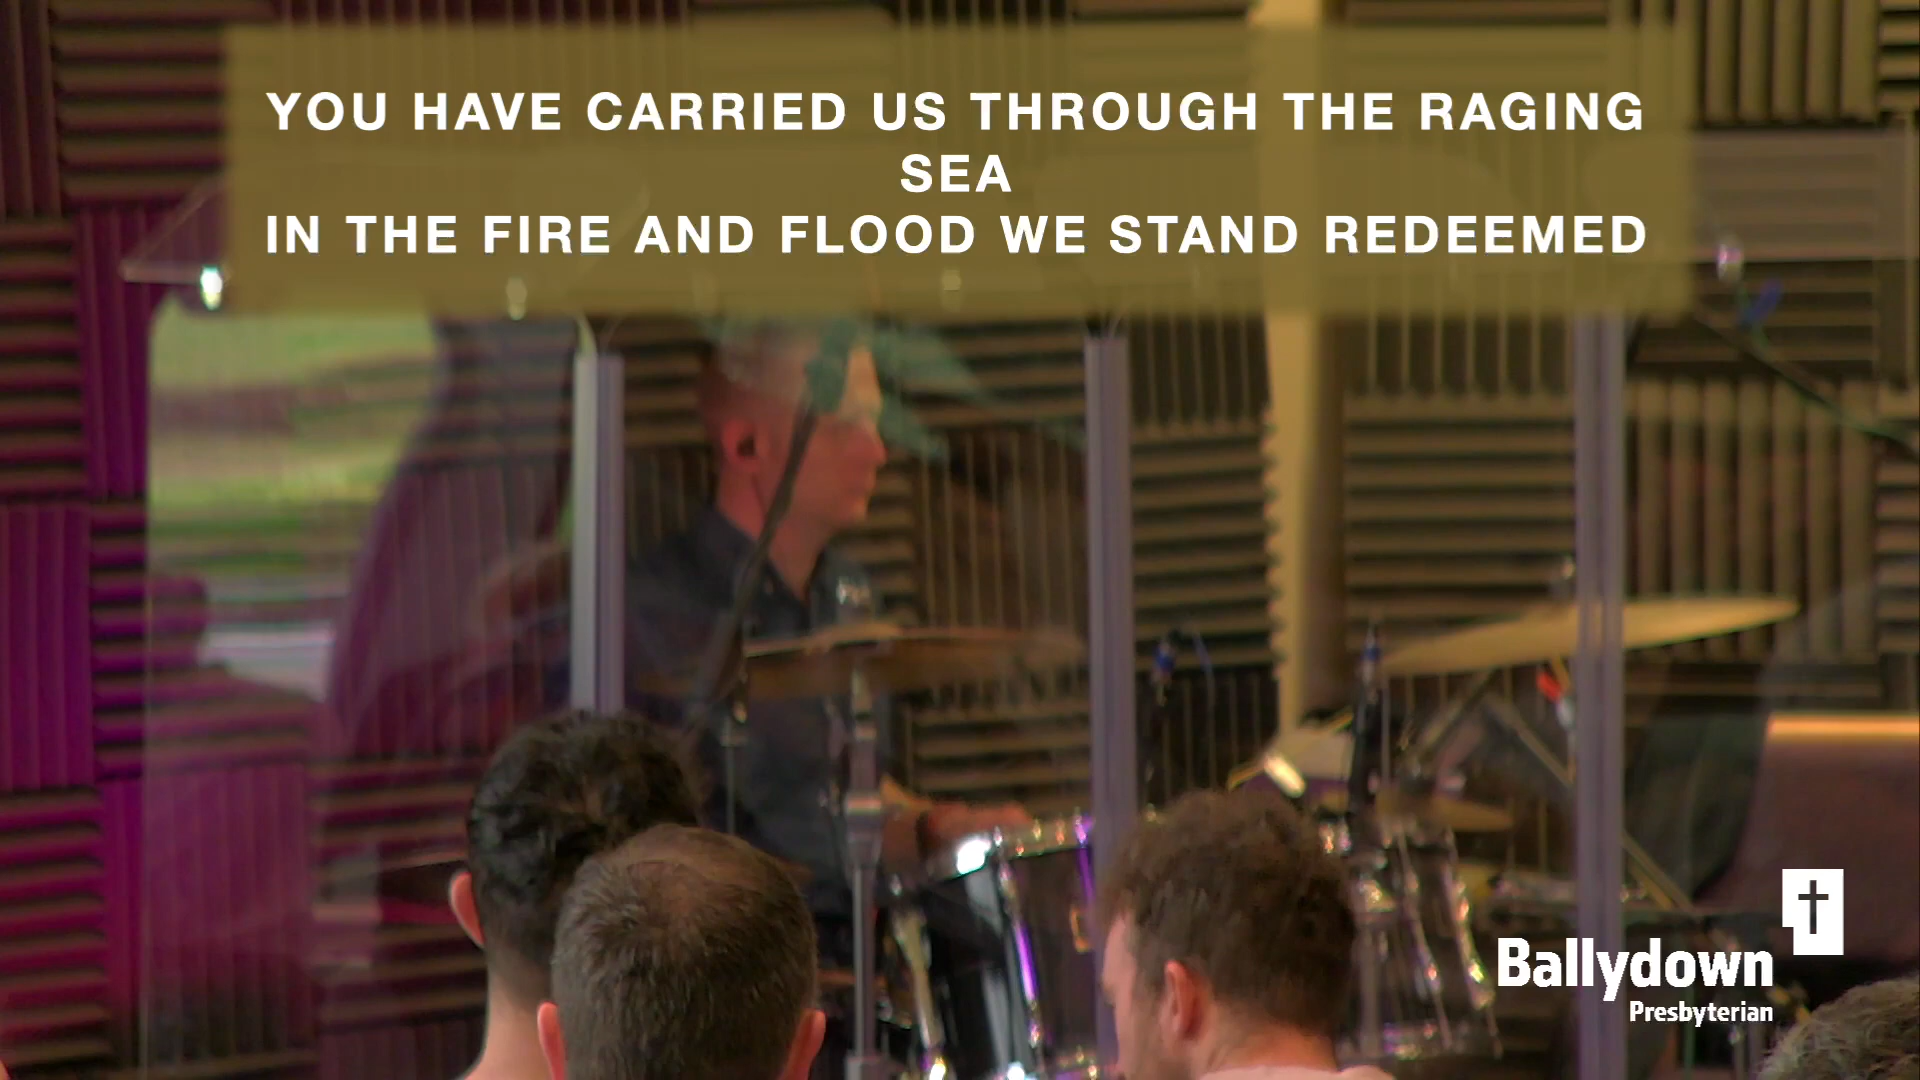 YOU HAVE CARRIED US THROUGH THE RAGING
SEA
IN THE FIRE AND FLOOD WE STAND REDEEMED
Ballydown
Presbyterian